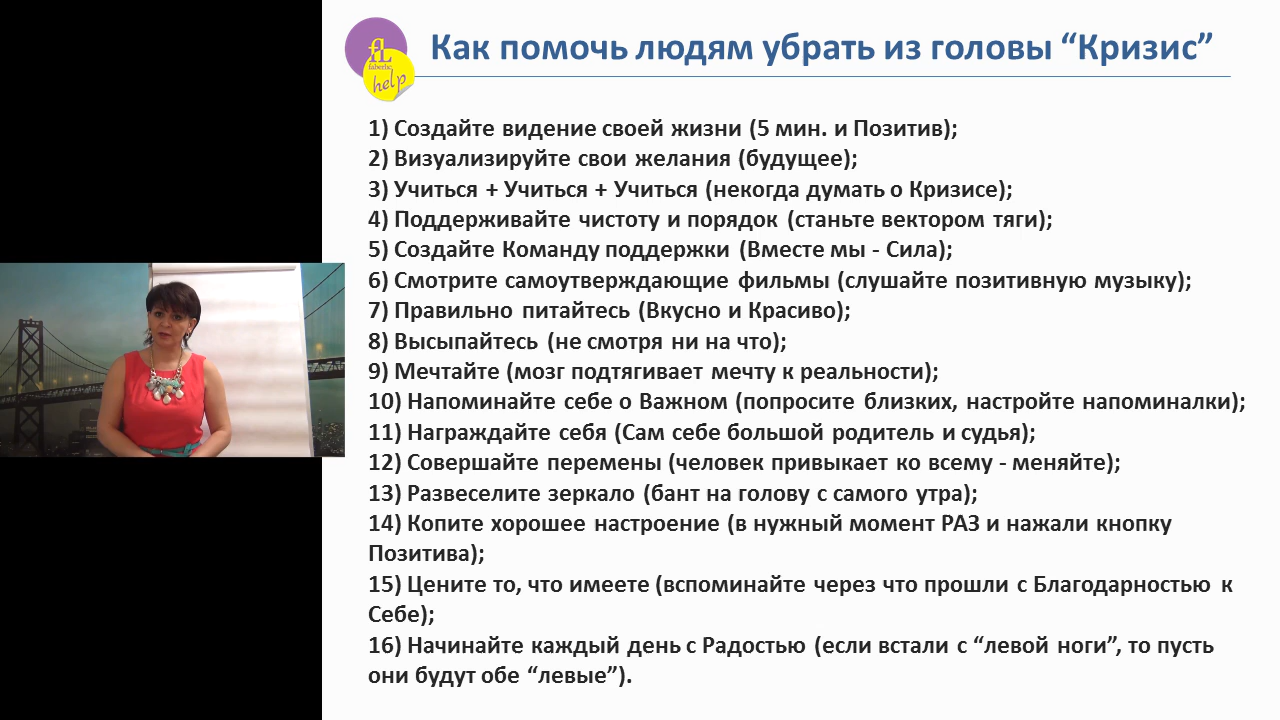 Как помочь людям убрать из головы “Кризис”
fL
faberlic
help
1) Создайте видение своей жизни (5 мин. и Позитив);
2) Визуализируйте свои желания (будущее);
3) Учиться + Учиться + Учиться (некогда думать о Кризисе);
4) Поддерживайте чистоту и порядок (станьте вектором тяги);
5) Создайте Команду поддержки (Вместе мы - Сила);
6) Смотрите самоутверждающие фильмы (слушайте позитивную музыку);
7) Правильно питайтесь (Вкусно и Красиво);
8) Высыпайтесь (не смотря ни на что);
9) Мечтайте (мозг подтягивает мечту к реальности);
10) Напоминайте себе о Важном (попросите близких, настройте напоминалки);
11) Награждайте себя (Сам себе большой родитель и судья);
12) Совершайте перемены (человек привыкает ко всему - меняйте);
13) Развеселите зеркало (бант на голову с самого утра);
14) Копите хорошее настроение (в нужный момент РАЗ и нажали кнопку
Позитива);
15) Цените то, что имеете (вспоминайте через что прошли с Благодарностью к
Себе);
16) Начинайте каждый день с Радостью (если встали с “левой ноги”, то пусть
они будут обе “левые”).